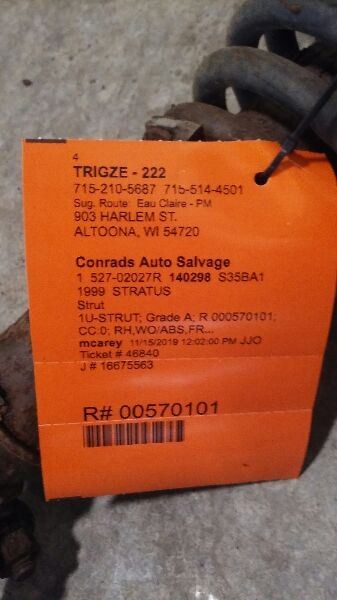 4
TRIGZE - 222
715-210-5687 715-514-4501
Sug. Route: Eau Claire - PM
903 HARLEM ST.
ALTOONA, WI 54720
Conrads Auto Salvage
1 527-02027R 140298 S35BA1
1999 STRATUS
Strut
1U-STRUT; Grade A; R 000570101;
CC:0; RH,WO/ABS,FR...
mcarey 11/15/2019 12:02:00 PM JJO
Ticket # 46840
J # 16675563
R# 00570101